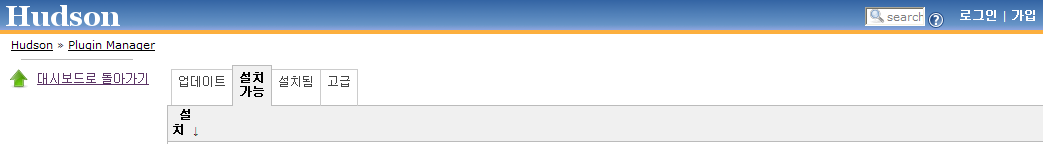 Hudson
search
로그인 | 가입
Hudson » Plugin Manager
대시보드로 돌아가기
업데이트
설치
가능
설치됨
고급
설
치 ↓